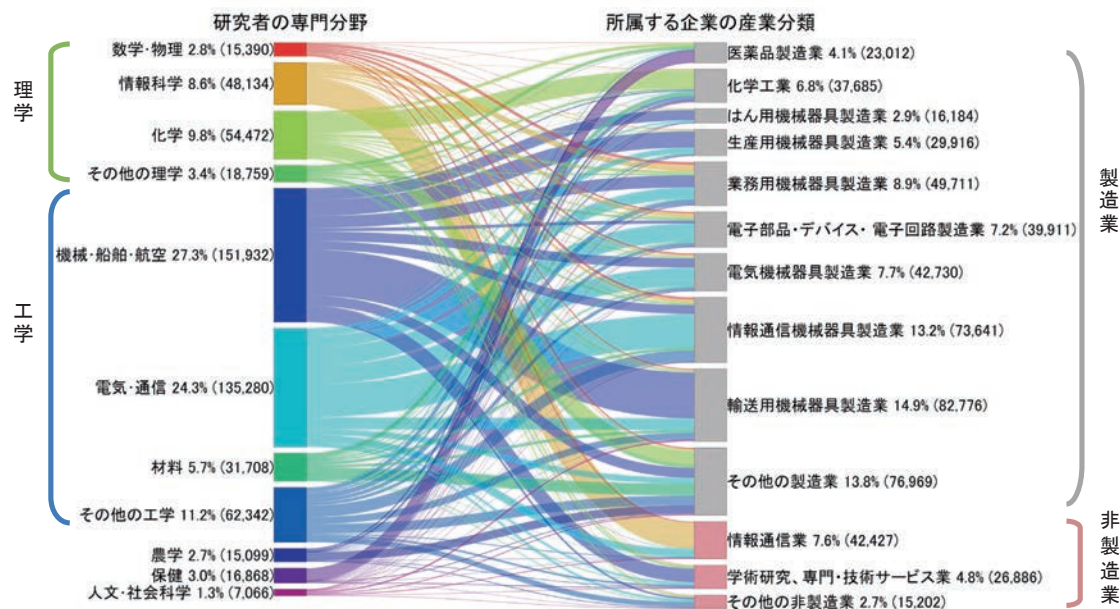 研究者の専門分野
所属する企業の産業分類
理学
数学・物理 2.8% (15,390)
情報科学 8.6% (48,134)
化学 9.8% (54,472)
その他の理学 3.4% (18,759)
工学
機械・船舶・航空 27.3% (151,932)
電気・通信 24.3% (135,280)
材料 5.7% (31,708)
その他の工学 11.2% (62,342)
農学 2.7% (15,099)
保健 3.0% (16,868)
人文・社会科学 1.3% (7,066)
医薬品製造業 4.1% (23,012)
化学工業 6.8% (37,685)
はん用機械器具製造業 2.9% (16,184)
生産用機械器具製造業 5.4% (29,916)
業務用機械器具製造業 8.9% (49,711)
電子部品・デバイス・ 電子回路製造業 7.2% (39,911)
電気機械器具製造業 7.7% (42,730)
情報通信機械器具製造業 13.2% (73,641)
輸送用機械器具製造業 14.9% (82,776)
その他の製造業 13.8% (76,969)
製造業
情報通信業 7.6% (42,427)
学術研究、専門・技術サービス業 4.8% (26,886)
その他の非製造業 2.7% (15,202)
非製造業